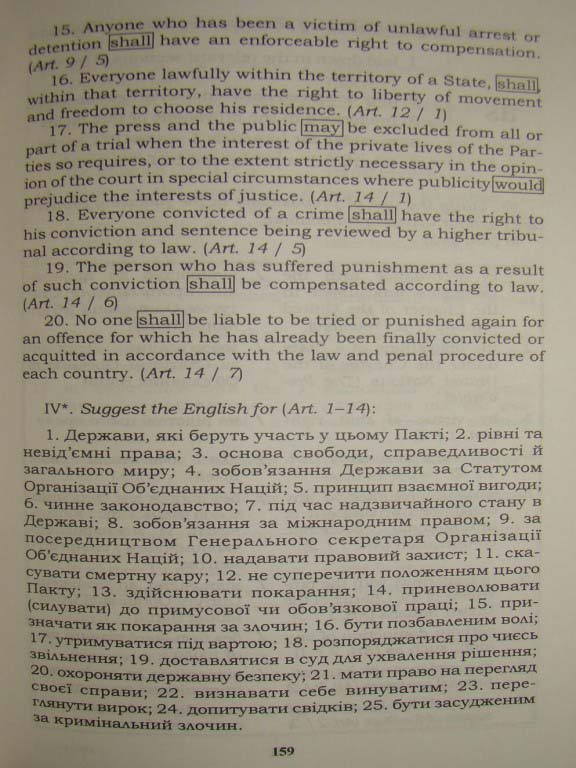 15. Anyone who has been a victim of unlawful arrest or
detention shall have an enforceable right to compensation.
(Art. 9 / 5)
16. Everyone lawfully within the territory of a State, shall,
within that territory, have the right to liberty of movement
and freedom to choose his residence. (Art. 12 / 1)
17. The press and the public may be excluded from all or
part of a trial when the interest of the private lives of the Par-
ties so requires, or to the extent strictly necessary in the opin-
ion of the court in special circumstances where publicity would
prejudice the interests of justice. (Art. 14 / 1)
18. Everyone convicted of a crime shall have the right to
his conviction and sentence being reviewed by a higher tribu-
nal according to law. (Art. 14 / 5)
19. The person who has suffered punishment as a result
of such conviction shall be compensated according to law.
(Art. 14 / 6)
20. No one shall be liable to be tried or punished again for
an offence for which he has already been finally convicted or
acquitted in accordance with the law and penal procedure of
each country. (Art. 14 / 7)
IV*. Suggest the English for (Art. 1–14):
1. Держави, які беруть участь у цьому Пакті; 2. рівні та
невід’ємні права; 3. основа свободи, справедливості й
загального миру; 4. зобов’язання Держави за Статутом
Організації Об’єднаних Націй; 5. принцип взаємної вигоди;
6. чинне законодавство; 7. під час надзвичайного стану в
Державі; 8. зобов’язання за міжнародним правом; 9. за
посередництвом Генерального секретаря Організації
Об’єднаних Націй; 10. надавати правовий захист; 11. ска-
сувати смертну кару; 12. не суперечити положенням цього
Пакту; 13. здійснювати покарання; 14. приневолювати
(силувати) до примусової чи обов’язкової праці; 15. при-
значати як покарання за злочин; 16. бути позбавленим волі;
17. утримуватися під вартою; 18. розпоряджатися про чиєсь
звільнення; 19. доставлятися в суд для ухвалення рішення;
20. охороняти державну безпеку; 21. мати право на перегляд
своєї справи; 22. визнавати себе винуватим; 23. пере-
глянути вирок; 24. допитувати свідків; 25. бути засудженим
за кримінальний злочин.
159